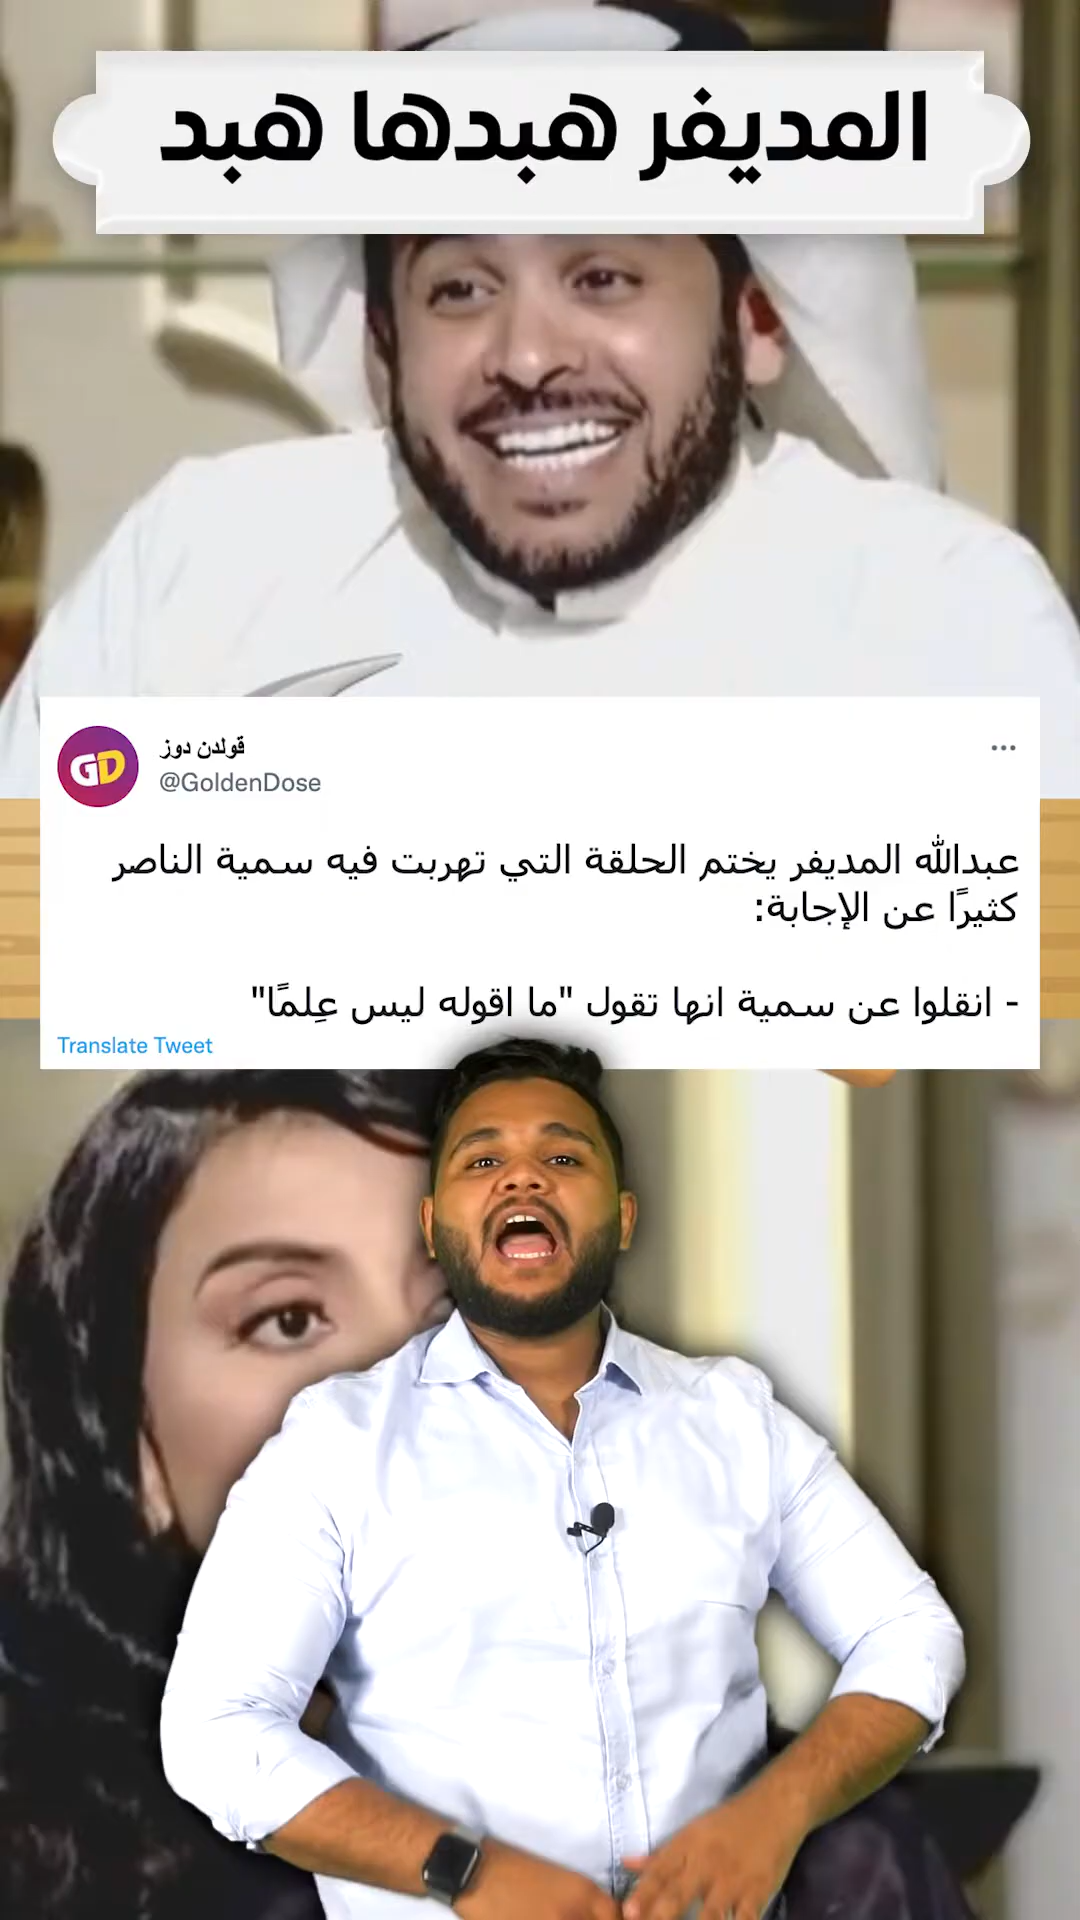 المديفر هبدها هبد
GD
قولدن دوز
@GoldenDose
عبدالله المديفر يختم الحلقة التي تهربت فيه سمية الناصر
كثيرًا عن الإجابة:
- انقلوا عن سمية انها تقول "ما اقوله ليس عِلمًا"
Translate Tweet